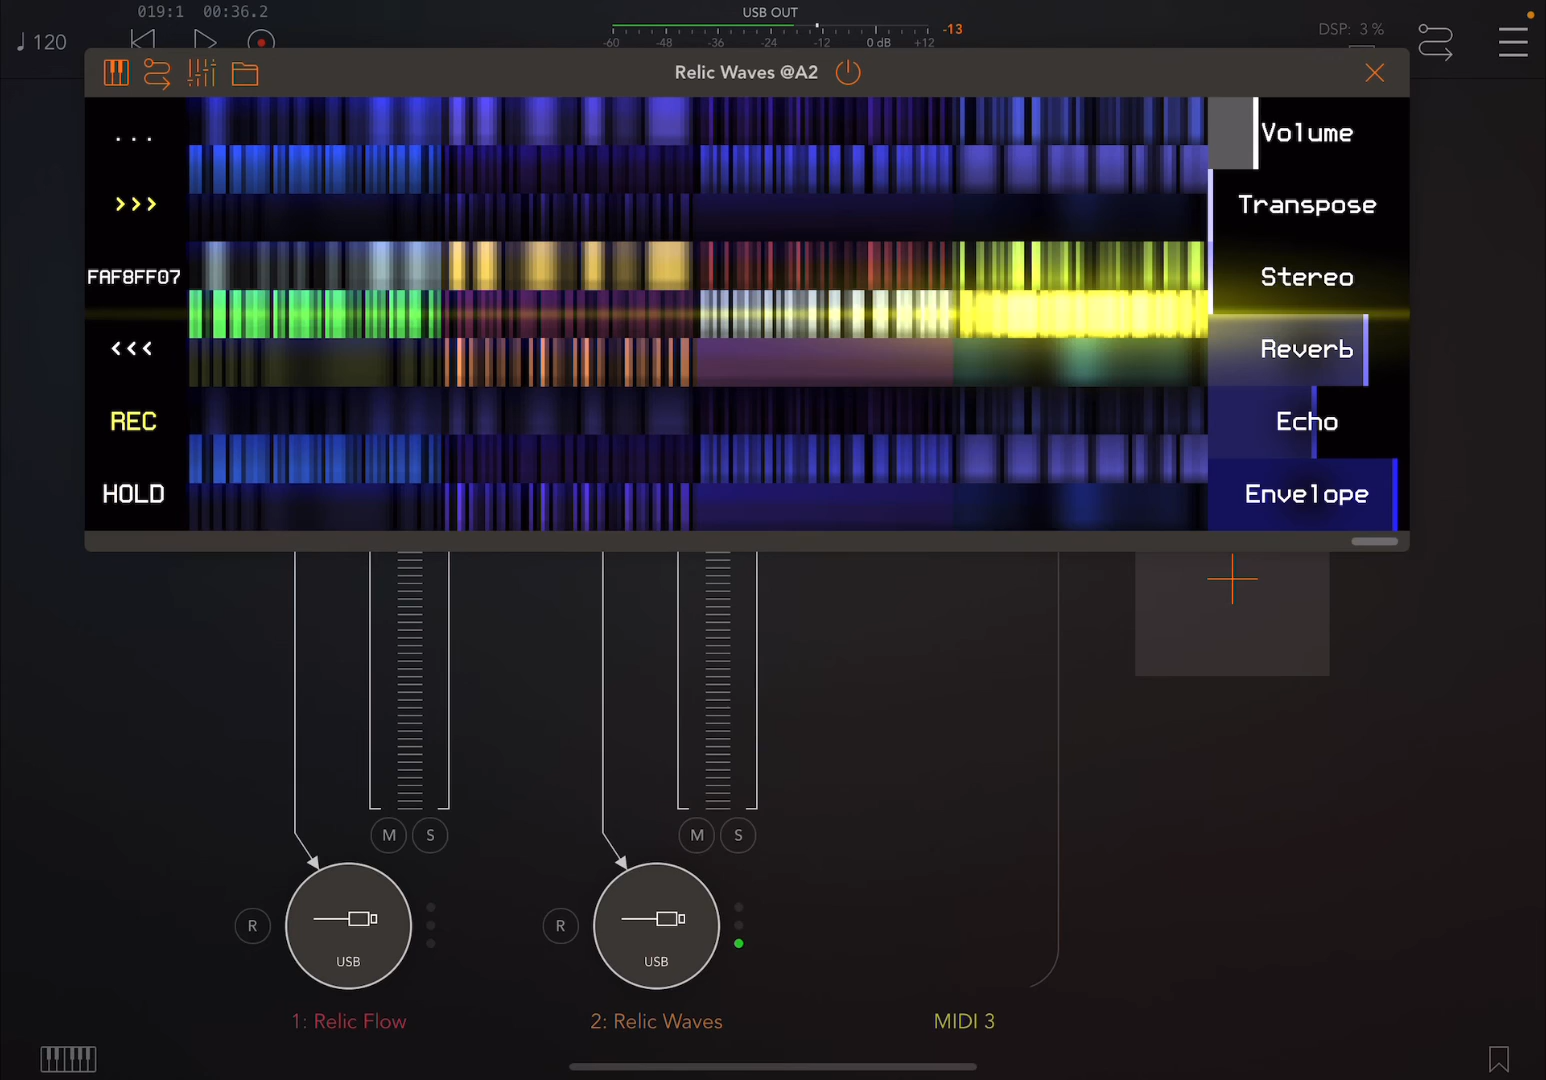 019:1 00:36.2
USB OUT
♩ 120
-60 -48 -36 -24 -12 0 dB +12
-13
DSP: 3 %
Relic Waves @A2
...
>>>
FAF8FF07
<<<
REC
HOLD
Volume
Transpose
Stereo
Reverb
Echo
Envelope
M S
M S
R
USB
R
USB
1: Relic Flow
2: Relic Waves
MIDI 3